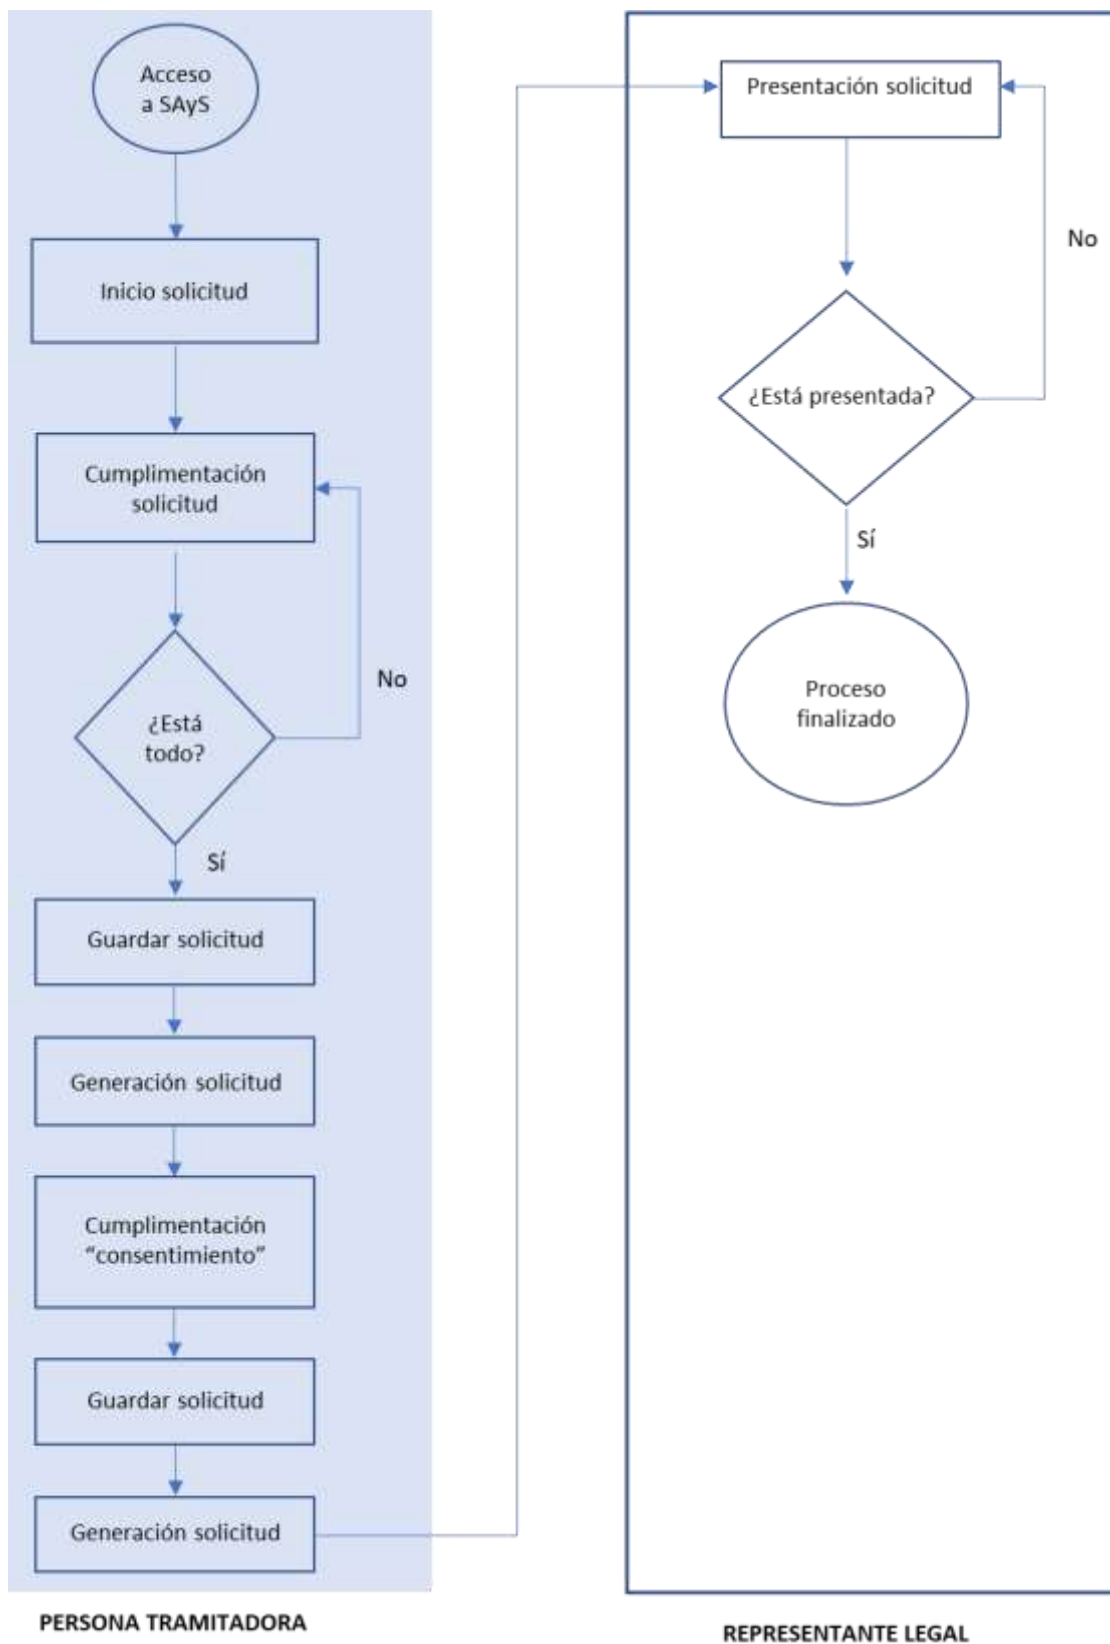 Acceso
a SAyS
Inicio solicitud
Cumplimentación
solicitud
No
¿Está
todo?
Sí
Guardar solicitud
Generación solicitud
Cumplimentación
“consentimiento”
Guardar solicitud
Generación solicitud
PERSONA TRAMITADORA
Presentación solicitud
No
¿Está presentada?
Sí
Proceso
finalizado
REPRESENTANTE LEGAL